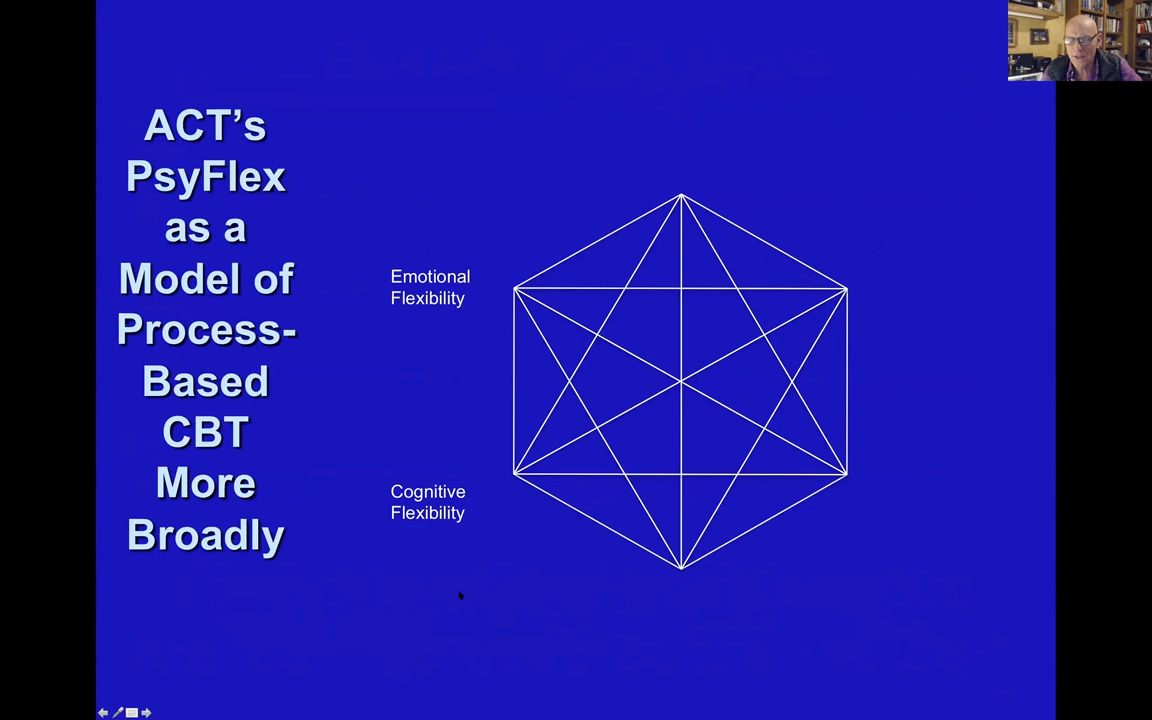 ACT’s
PsyFlex
as a
Model of
Process-
Based
CBT
More
Broadly
Emotional
Flexibility
Cognitive
Flexibility